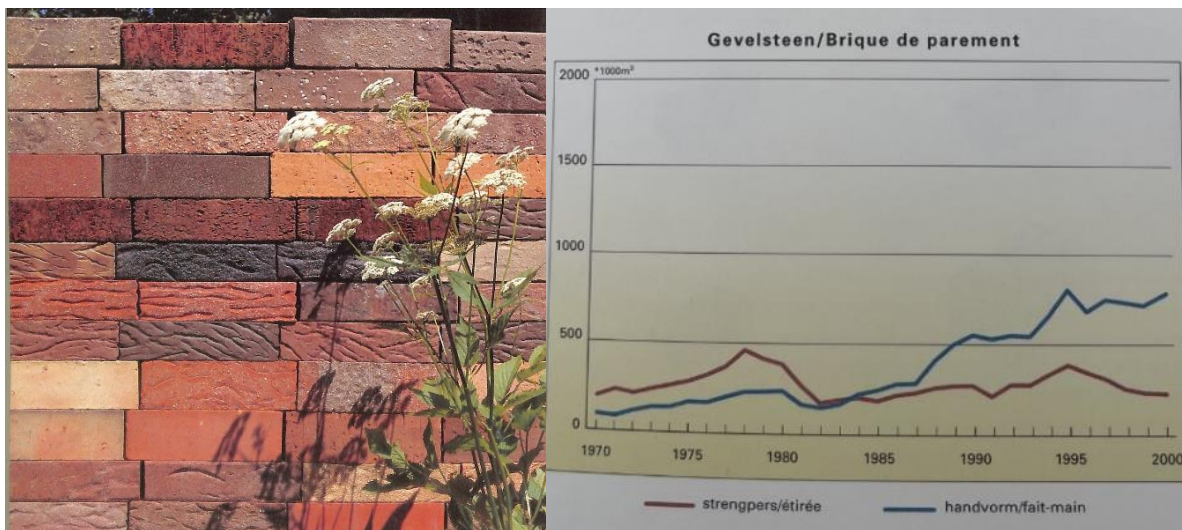 Gevelsteen/Brique de parement
2000 *1000m³
1500
1000
500
0
1970 1975 1980 1985 1990 1995 2000
strengpers/étirée handvorm/fait-main